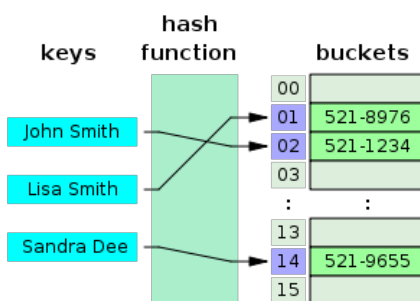 keys
hash
function
buckets
John Smith
Lisa Smith
Sandra Dee
00
01 521-8976
02 521-1234
03
: :
13
14 521-9655
15